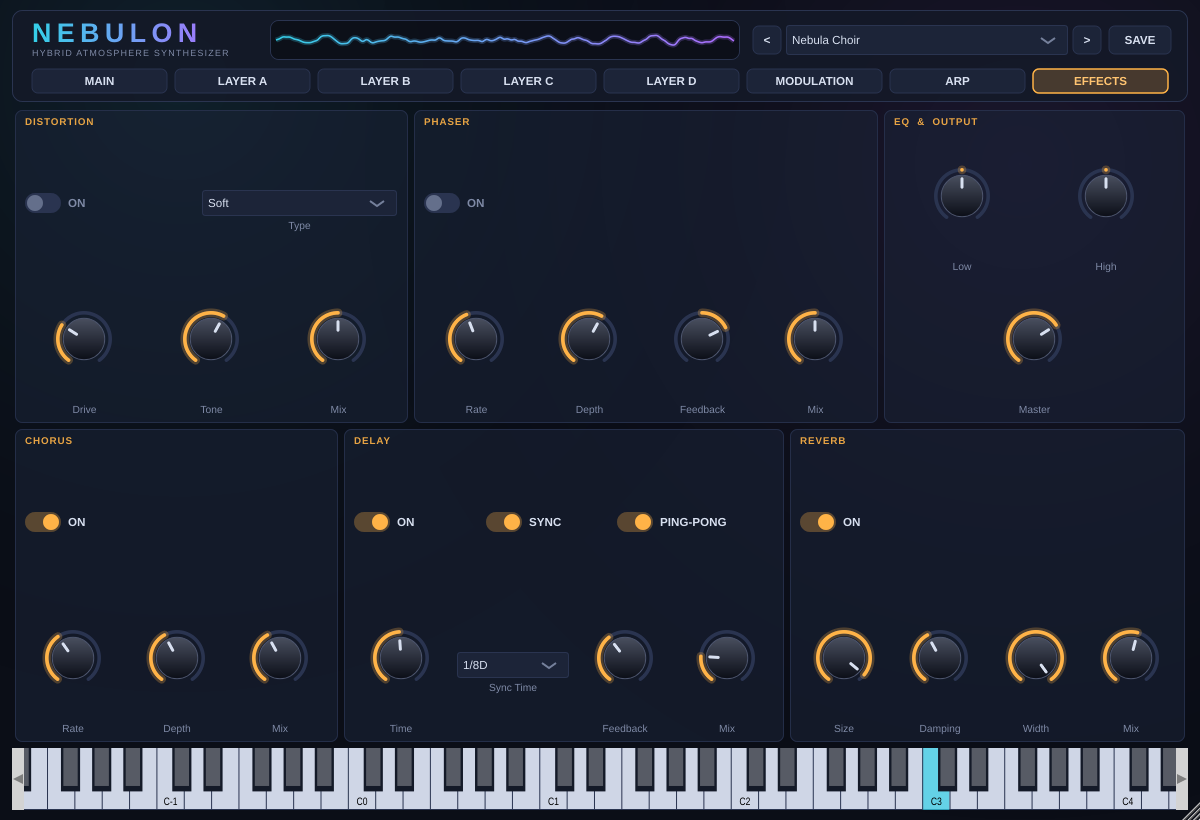 NEBULON
HYBRID ATMOSPHERE SYNTHESIZER
< Nebula Choir > SAVE
MAIN LAYER A LAYER B LAYER C LAYER D MODULATION ARP EFFECTS
DISTORTION
ON
Soft
Type
Drive Tone Mix
PHASER
ON
Rate Depth Feedback Mix
EQ & OUTPUT
Low High
Master
CHORUS
ON
Rate Depth Mix
DELAY
ON SYNC PING-PONG
1/8D
Sync Time
Time Feedback Mix
REVERB
ON
Size Damping Width Mix
C-1 C0 C1 C2 C3 C4